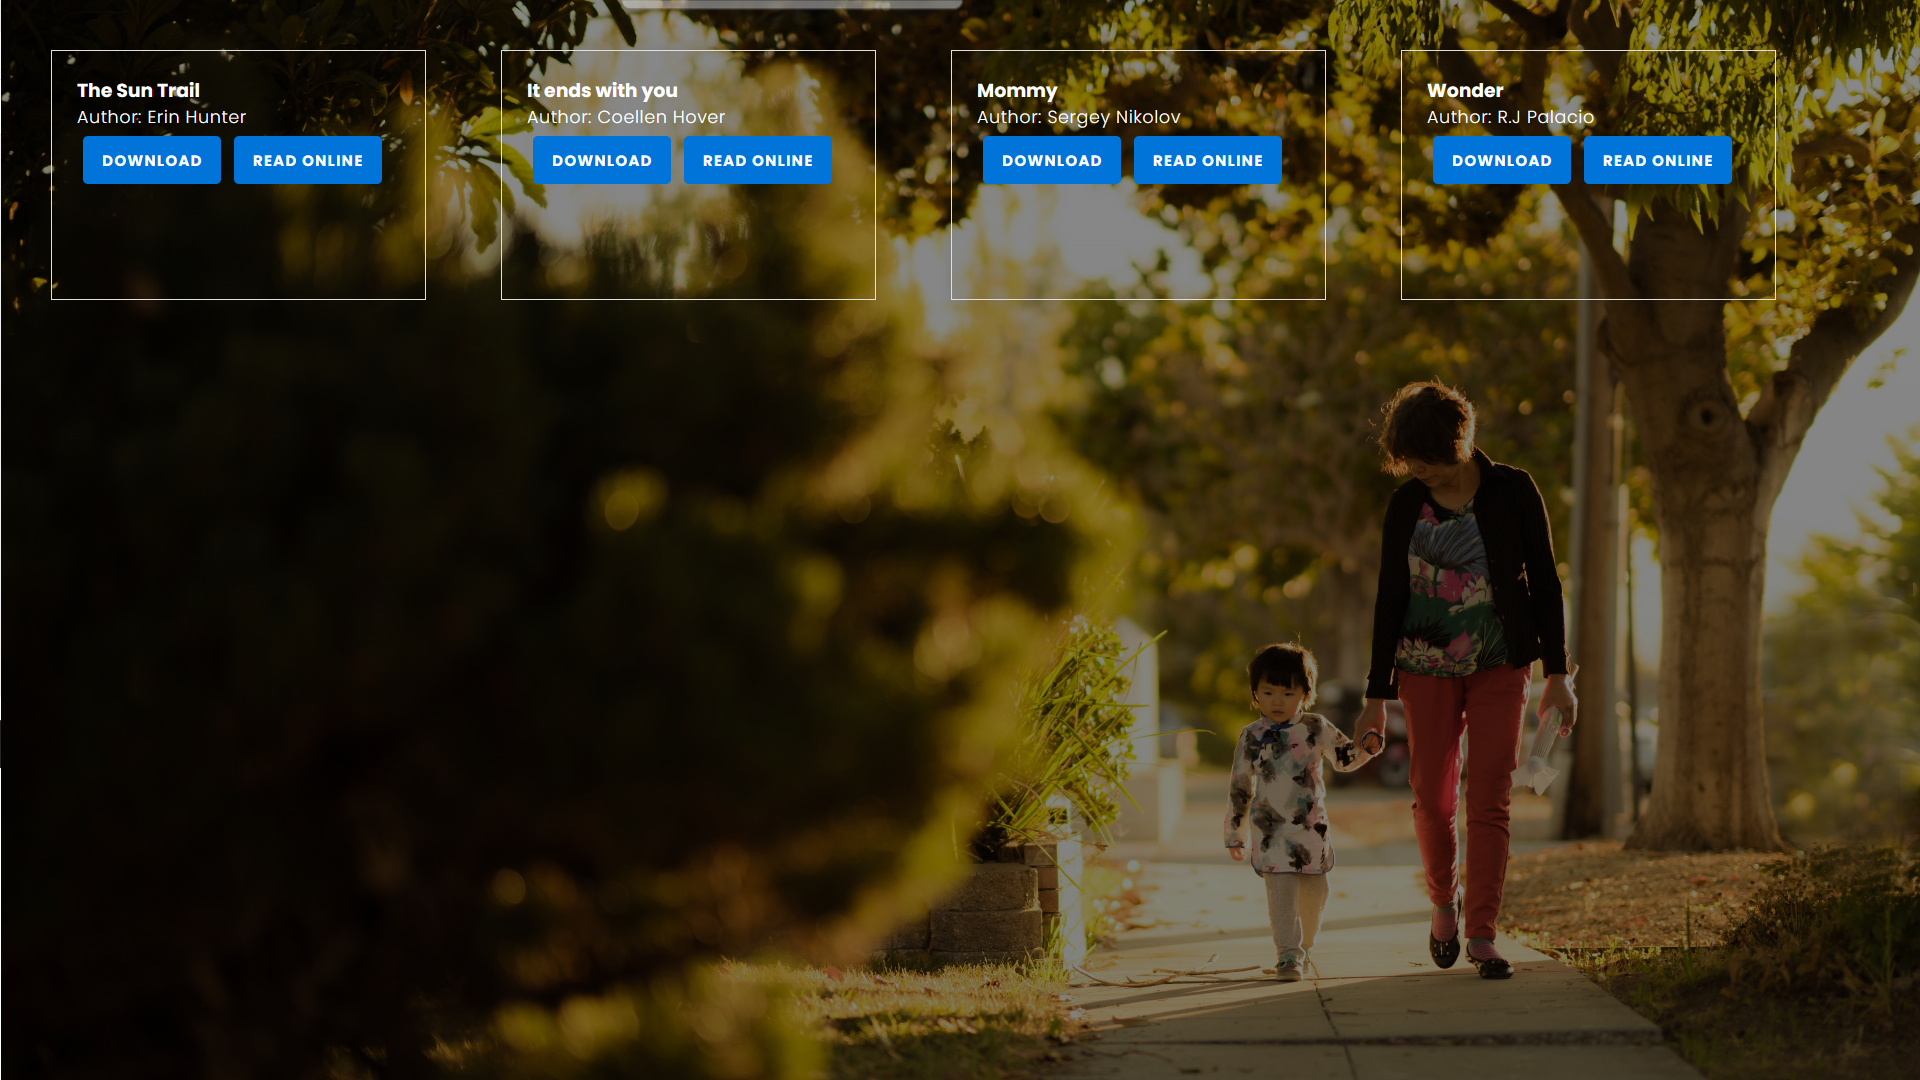 The Sun Trail
Author: Erin Hunter
DOWNLOAD READ ONLINE
It ends with you
Author: Coellen Hover
DOWNLOAD READ ONLINE
Mommy
Author: Sergey Nikolov
DOWNLOAD READ ONLINE
Wonder
Author: R.J Palacio
DOWNLOAD READ ONLINE